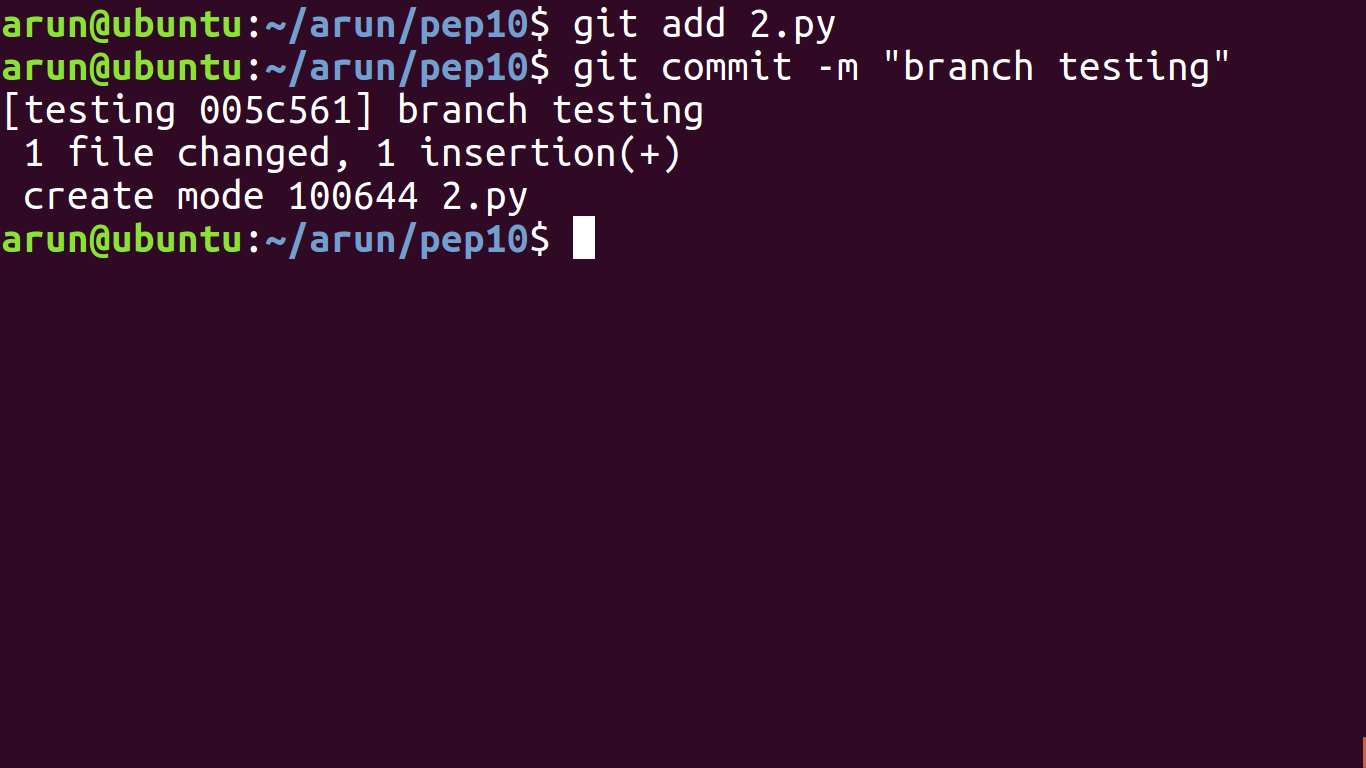 arun@ubuntu:~/arun/pep10$ git add 2.py
arun@ubuntu:~/arun/pep10$ git commit -m "branch testing"
[testing 005c561] branch testing
 1 file changed, 1 insertion(+)
 create mode 100644 2.py
arun@ubuntu:~/arun/pep10$